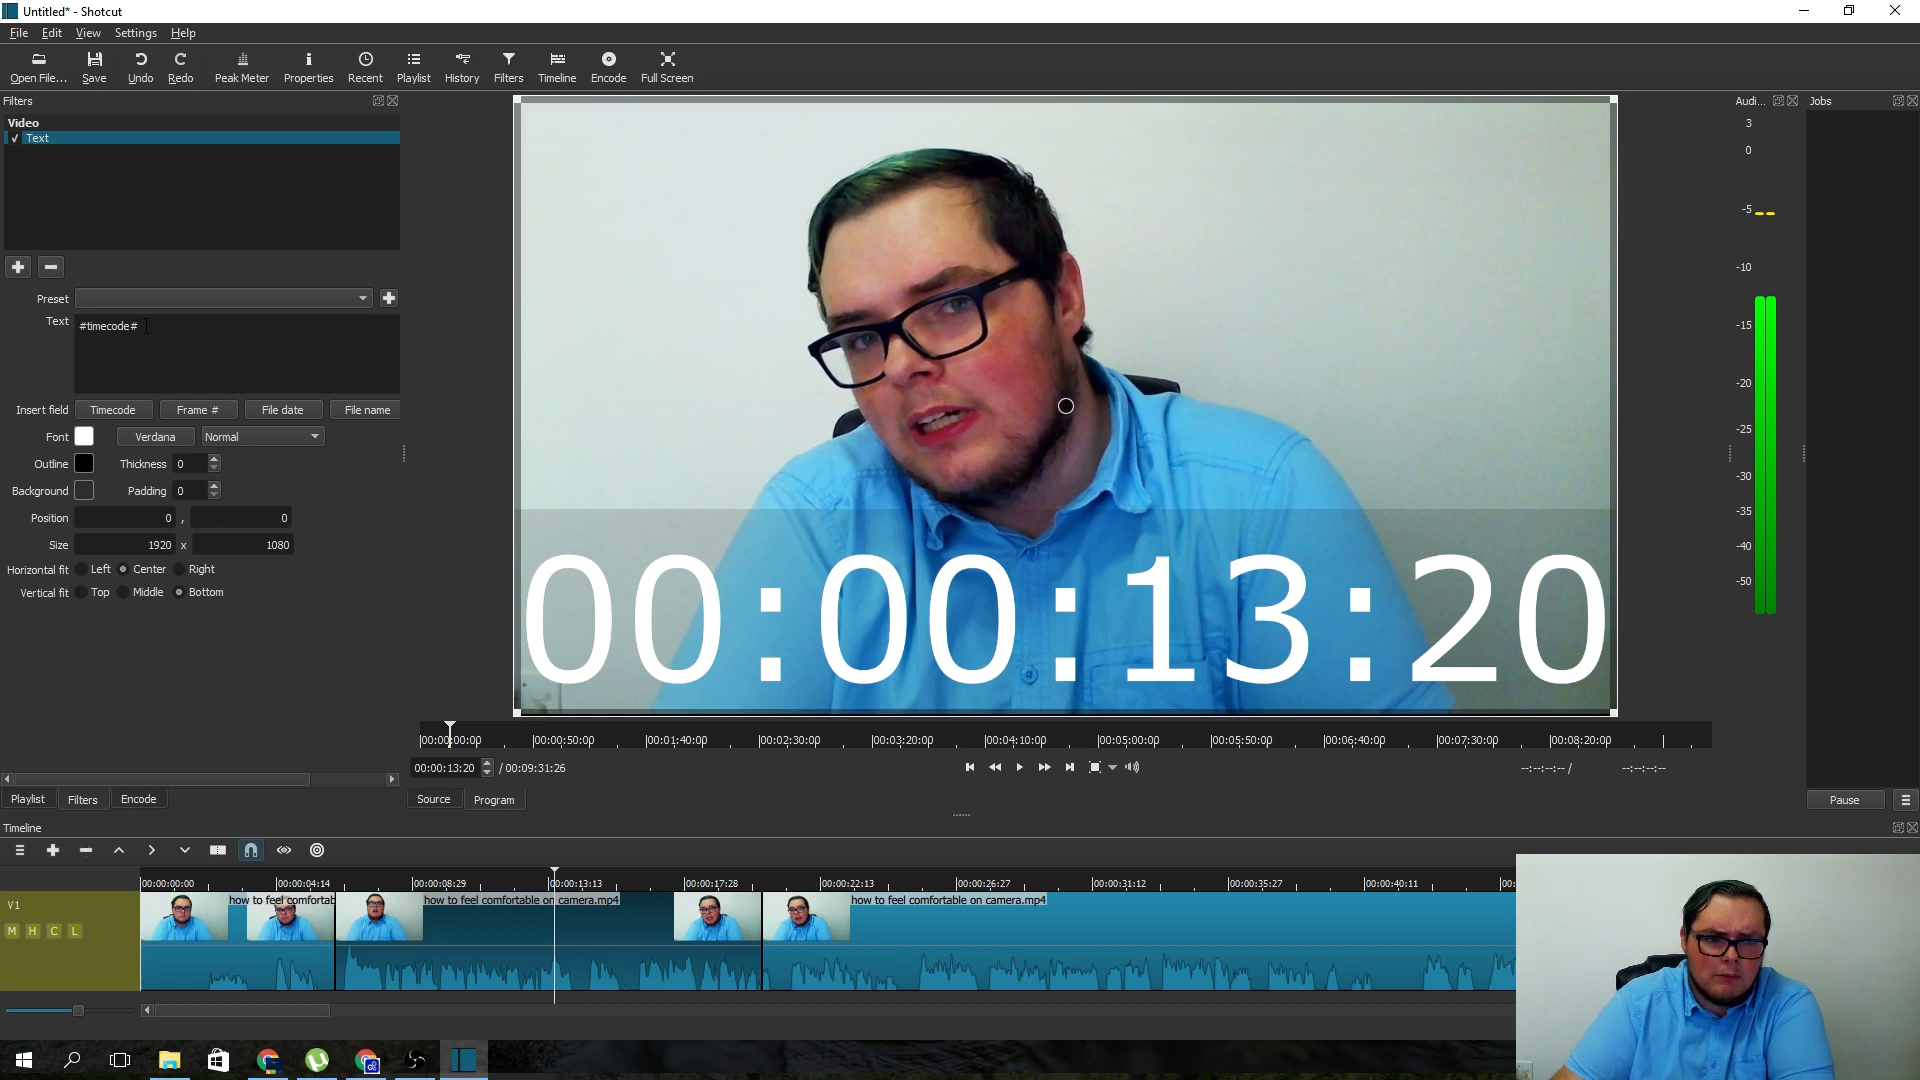 Untitled* - Shotcut
File Edit View Settings Help
Open File... Save Undo Redo Peak Meter Properties Recent Playlist History Filters Timeline Encode Full Screen
Filters
Audi...
Jobs
Video
Text
Preset
Text #timecode#
Insert field Timecode Frame # File date File name
Font Verdana Normal
Outline Thickness 0
Background Padding 0
Position 0 , 0
Size 1920 x 1080
Horizontal fit Left Center Right
Vertical fit Top Middle Bottom
00:00:13:20
3
0
-5
-10
-15
-20
-25
-30
-35
-40
-50
00:00:00:00 00:00:50:00 00:01:40:00 00:02:30:00 00:03:20:00 00:04:10:00 00:05:00:00 00:05:50:00 00:06:40:00 00:07:30:00 00:08:20:00
00:00:13:20 / 00:09:31:26 --:--:--:-- / --:--:--:--
Playlist Filters Encode
Source Program
Pause
Timeline
00:00:00:00 00:00:04:14 00:00:08:29 00:00:13:13 00:00:17:28 00:00:22:13 00:00:26:27 00:00:31:12 00:00:35:27 00:00:40:11 00:
V1
how to feel comfortab
how to feel comfortable on camera.mp4
how to feel comfortable on camera.mp4
M H C L